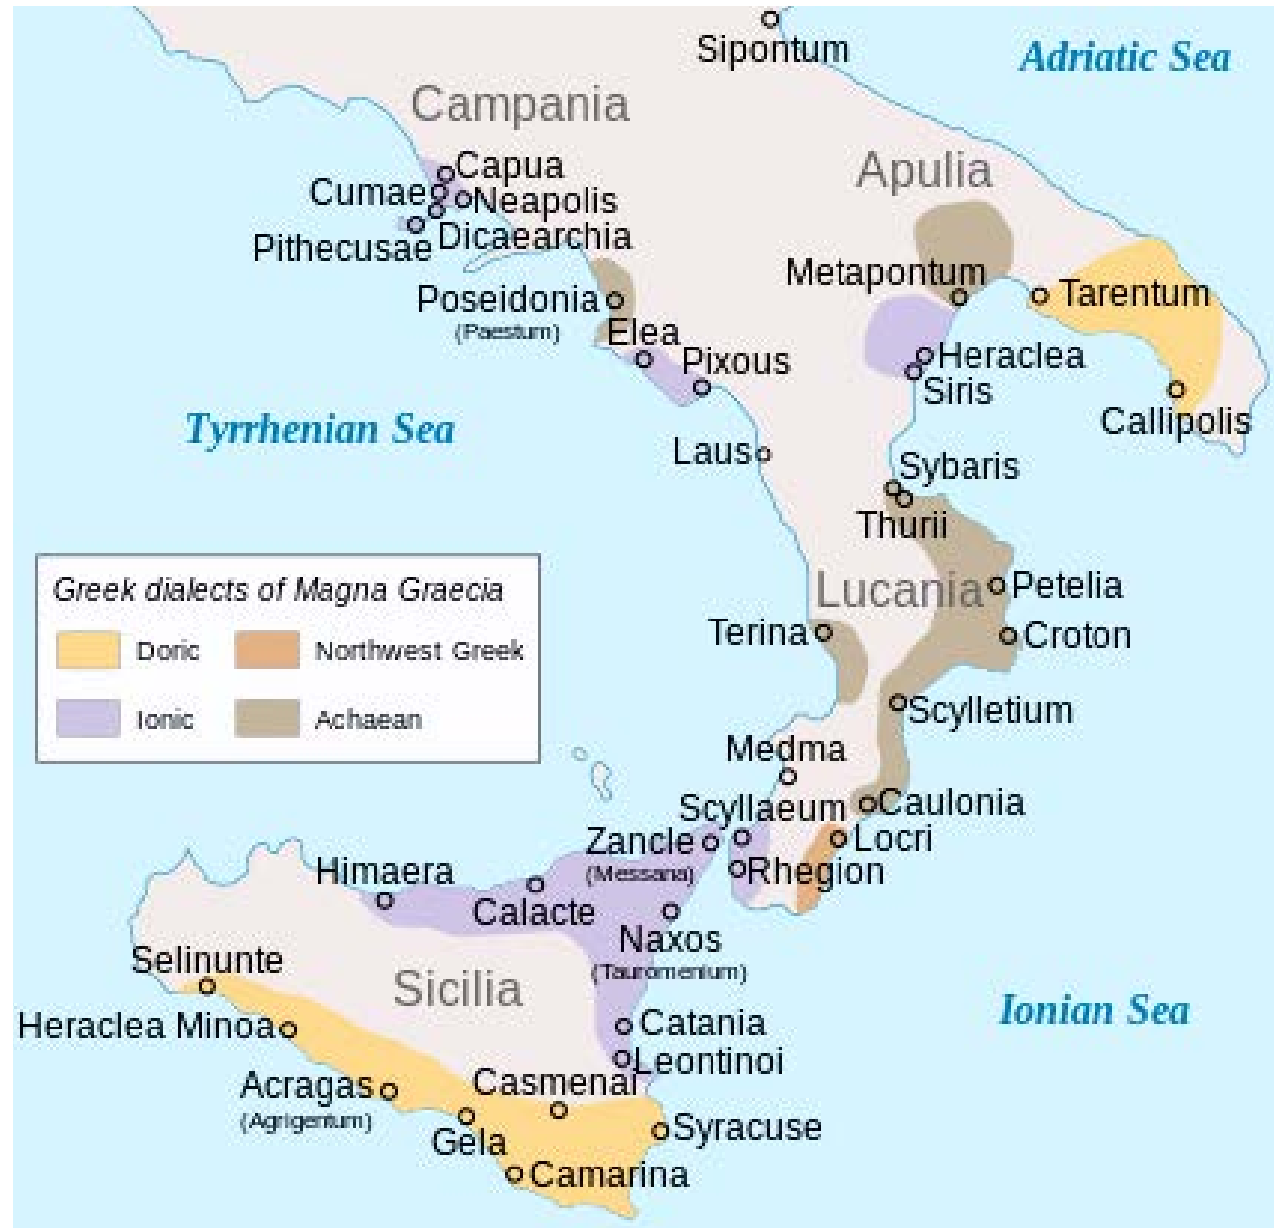 Sipontum
Adriatic Sea
Campania
Capua
Apulia
Cumae
Neapolis
Pithecusae
Dicaearchia
Metapontum
Poseidonia
Tarentum
(Paestum)
Elea
Pixous
Heraclea
Siris
Callipolis
Tyrrhenian Sea
Laus
Sybaris
Thurii
Greek dialects of Magna Graecia
Doric
Northwest Greek
Ionic
Achaean
Lucania
Petelia
Terina
Croton
Scylletium
Medma
Scyllaeum
Caulonia
Zancle
Locri
(Messana)
Rhegion
Himaera
Calacte
Naxos
(Tauromenium)
Selinunte
Sicilia
Ionian Sea
Heraclea Minoa
Catania
Leontinoi
Acragas
(Agrigentum)
Casmenai
Gela
Syracuse
Camarina